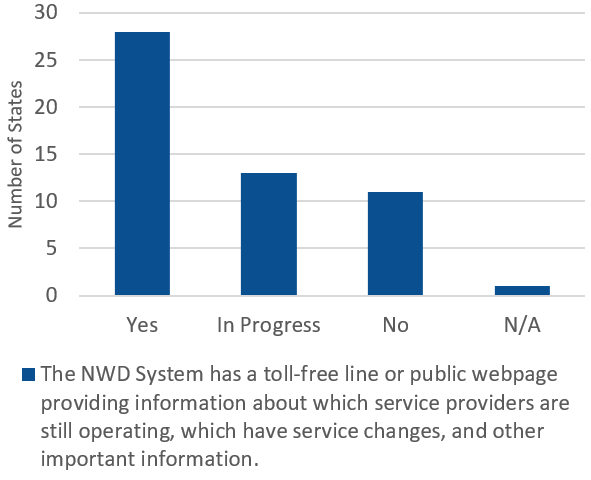 30
25
20
15
10
5
0
Number of States
Yes
In Progress
No
N/A
The NWD System has a toll-free line or public webpage
providing information about which service providers are
still operating, which have service changes, and other
important information.